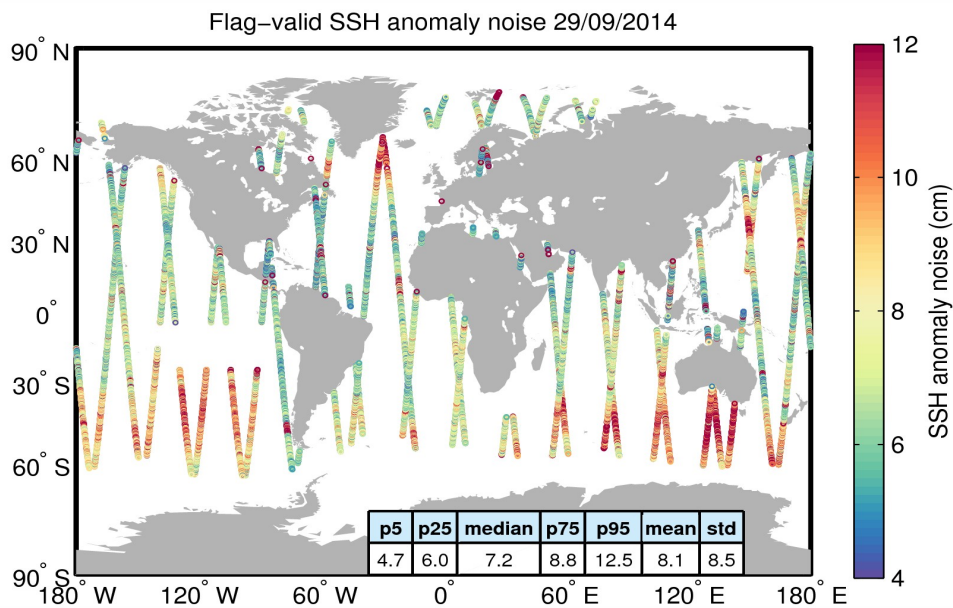 Flag−valid SSH anomaly noise 29/09/2014
90° N
60° N
30° N
0°
30° S
60° S
90° S
180° W
120° W
60° W
0°
60° E
120° E
180° E
p5 p25 median p75 p95 mean std
4.7 6.0 7.2 8.8 12.5 8.1 8.5
12
10
8
6
4
SSH anomaly noise (cm)